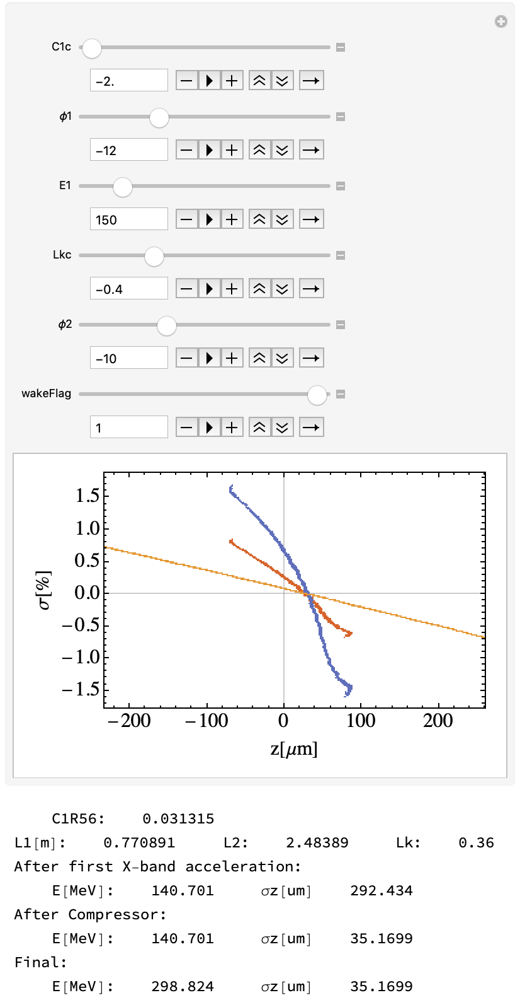 C1c
−2.
ϕ1
−12
E1
150
Lkc
−0.4
ϕ2
−10
wakeFlag
1
1.5
1.0
0.5
0.0
−0.5
−1.0
−1.5
σ[%]
−200 −100 0 100 200
z[μm]
C1R56: 0.031315
L1[m]: 0.770891 L2: 2.48389 Lk: 0.36
After first X-band acceleration:
E[MeV]: 140.701 σz[um] 292.434
After Compressor:
E[MeV]: 140.701 σz[um] 35.1699
Final:
E[MeV]: 298.824 σz[um] 35.1699